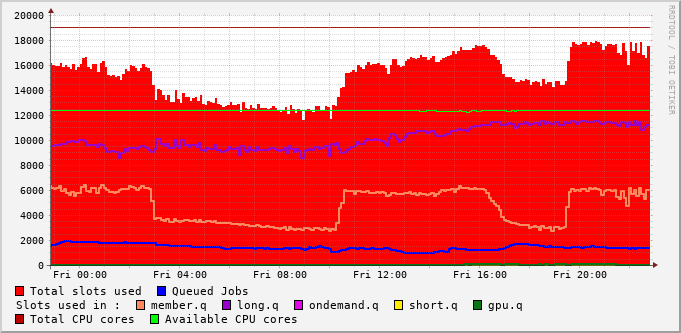 20000
18000
16000
14000
12000
10000
8000
6000
4000
2000
0
Fri 00:00 Fri 04:00 Fri 08:00 Fri 12:00 Fri 16:00 Fri 20:00
Total slots used Queued Jobs
Slots used in : member.q long.q ondemand.q short.q gpu.q
Total CPU cores Available CPU cores
RRDTOOL / TOBI OETIKER